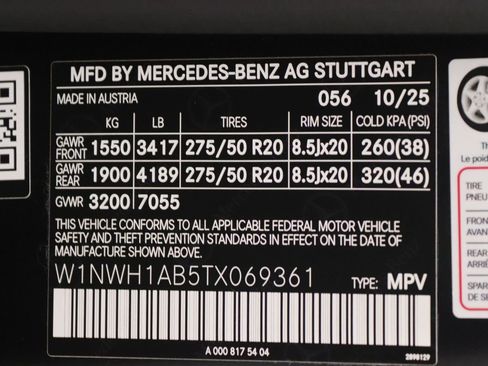 MFD BY MERCEDES-BENZ AG STUTTGART
MADE IN AUSTRIA 056 10/25
KG LB TIRES RIM SIZE COLD KPA(PSI)
GAWR FRONT 1550 3417 275/50 R20 8.5Jx20 260(38)
GAWR REAR 1900 4189 275/50 R20 8.5Jx20 320(46)
GVWR 3200 7055
THIS VEHICLE CONFORMS TO ALL APPLICABLE FEDERAL MOTOR VEHICLE
SAFETY AND THEFT PREVENTION STANDARDS IN EFFECT ON THE DATE
OF MANUFACTURE SHOWN ABOVE.
W1NWH1AB5TX069361 TYPE: MPV
A 000 817 54 04
2898129
Th
Le poid
TIRE
PNEU
FRON
AVAN
REAR
ARR
SPAR
DE S